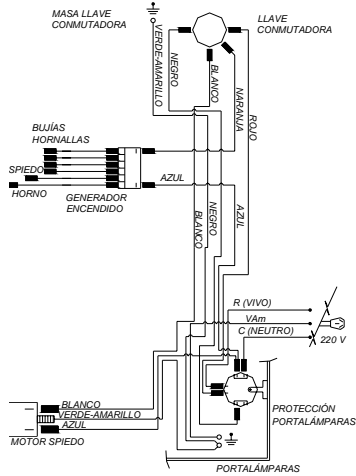 MASA LLAVE
CONMUTADORA
LLAVE
CONMUTADORA
VERDE-AMARILLO
NEGRO
BLANCO
NARANJA
ROJO
BUJÍAS
HORNALLAS
SPIEDO
HORNO
GENERADOR
ENCENDIDO
AZUL
BLANCO
NEGRO
AZUL
R (VIVO)
VAm
C (NEUTRO)
220 V
PROTECCIÓN
PORTALÁMPARAS
BLANCO
VERDE-AMARILLO
AZUL
MOTOR SPIEDO
PORTALÁMPARAS